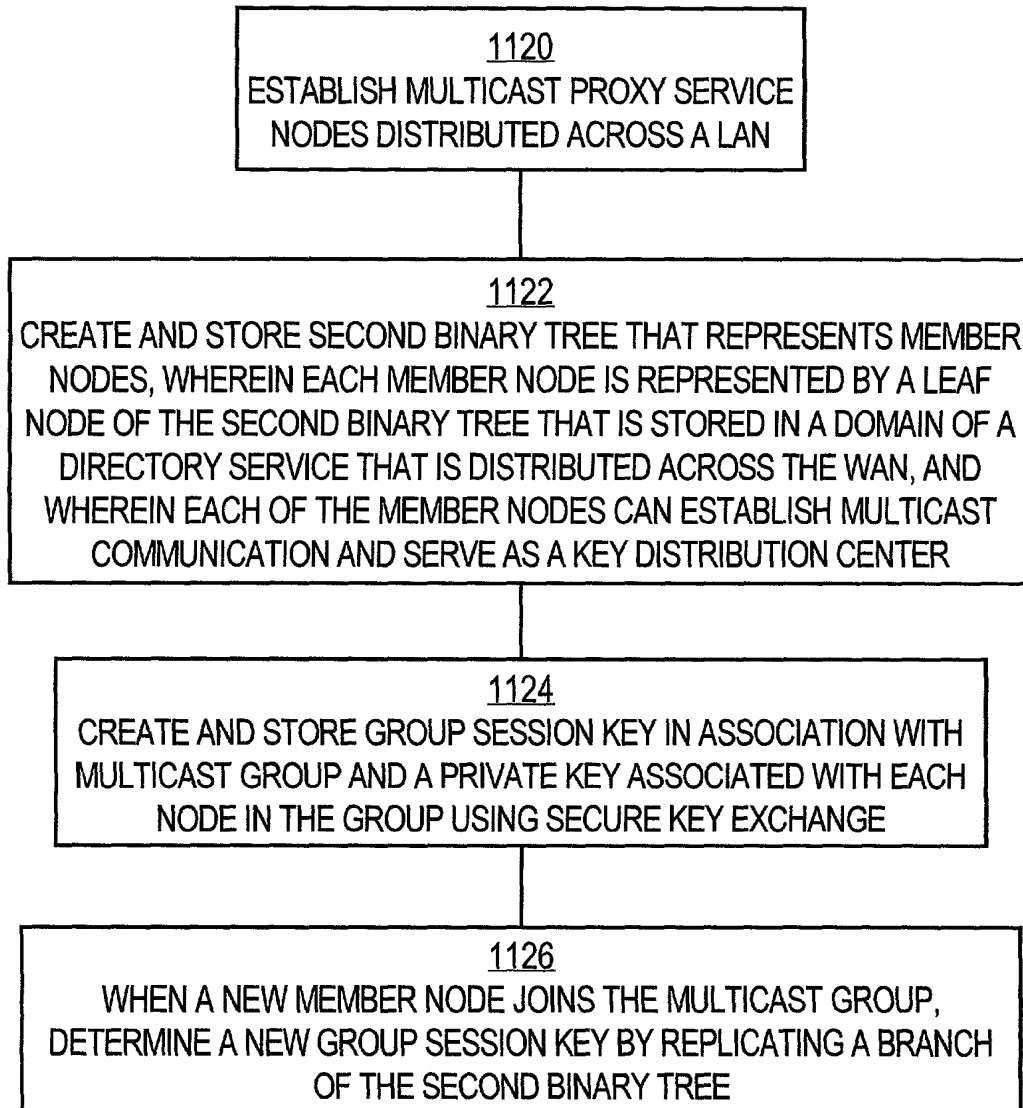 1120
ESTABLISH MULTICAST PROXY SERVICE
NODES DISTRIBUTED ACROSS A LAN
1122
CREATE AND STORE SECOND BINARY TREE THAT REPRESENTS MEMBER
NODES, WHEREIN EACH MEMBER NODE IS REPRESENTED BY A LEAF
NODE OF THE SECOND BINARY TREE THAT IS STORED IN A DOMAIN OF A
DIRECTORY SERVICE THAT IS DISTRIBUTED ACROSS THE WAN, AND
WHEREIN EACH OF THE MEMBER NODES CAN ESTABLISH MULTICAST
COMMUNICATION AND SERVE AS A KEY DISTRIBUTION CENTER
1124
CREATE AND STORE GROUP SESSION KEY IN ASSOCIATION WITH
MULTICAST GROUP AND A PRIVATE KEY ASSOCIATED WITH EACH
NODE IN THE GROUP USING SECURE KEY EXCHANGE
1126
WHEN A NEW MEMBER NODE JOINS THE MULTICAST GROUP,
DETERMINE A NEW GROUP SESSION KEY BY REPLICATING A BRANCH
OF THE SECOND BINARY TREE